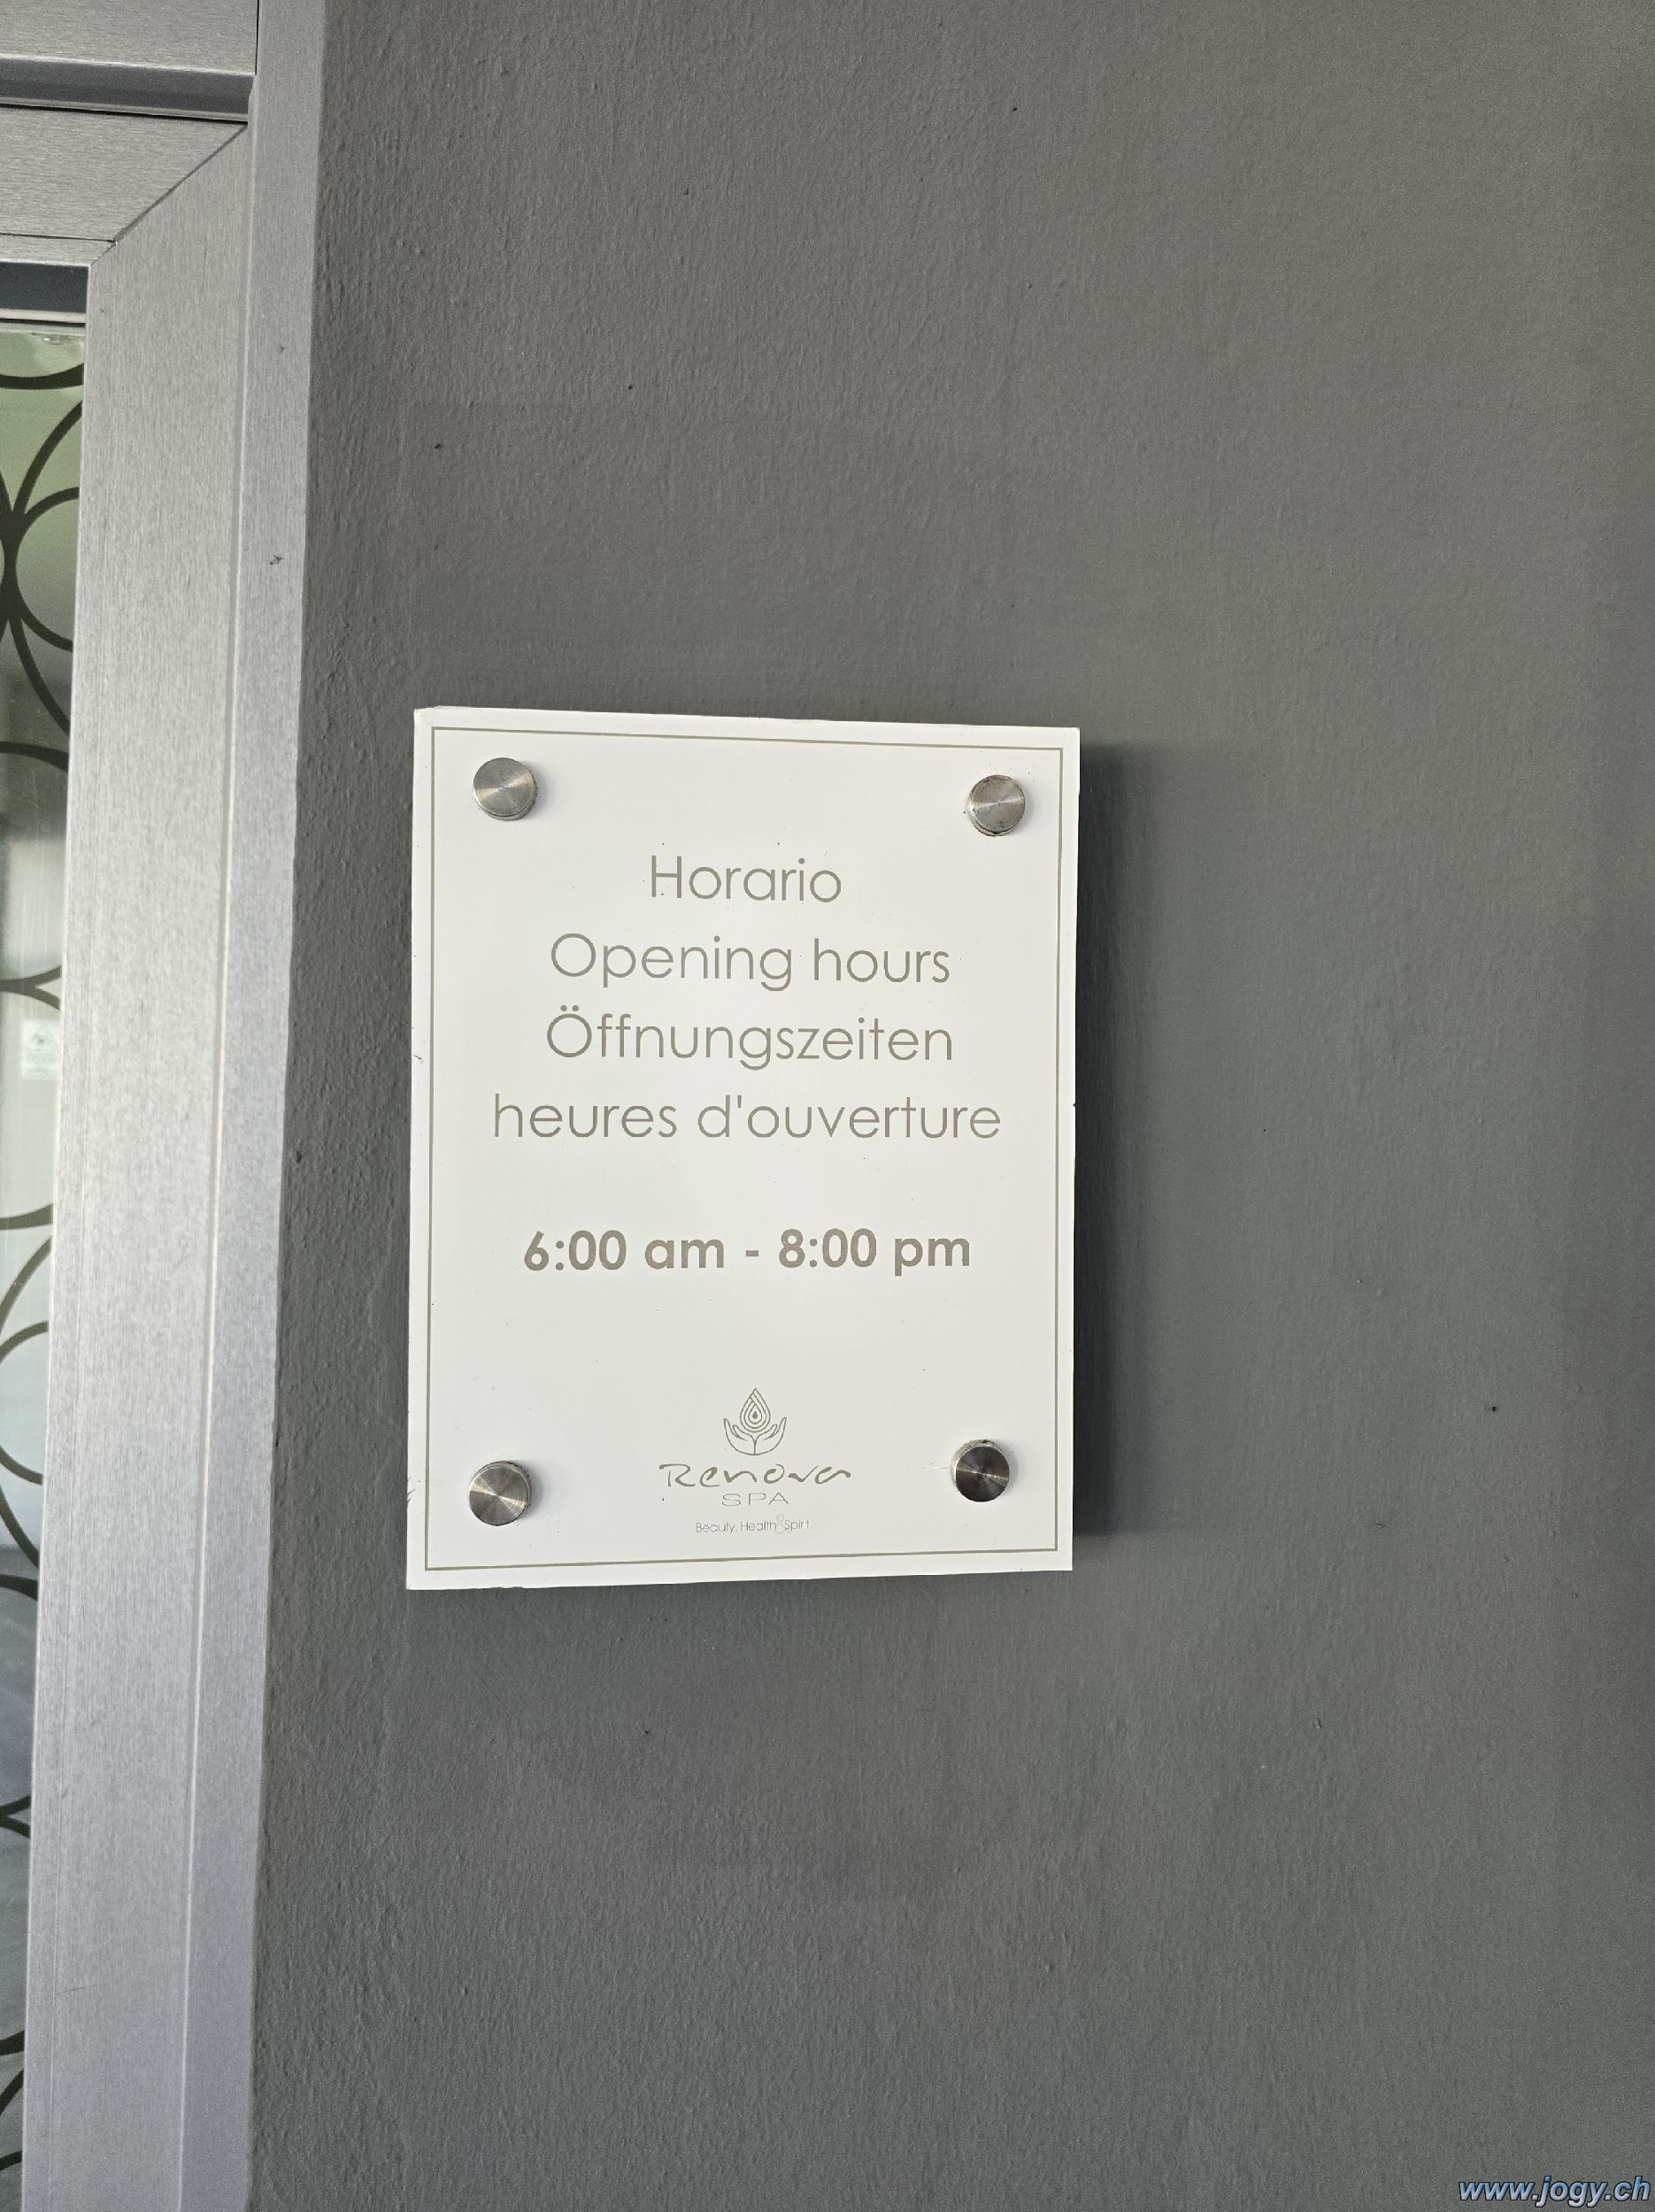 Horario
Opening hours
Öffnungszeiten
heures d'ouverture
6:00 am - 8:00 pm
Renova
SPA
Beauty, Health & Spirit
www.jogy.ch